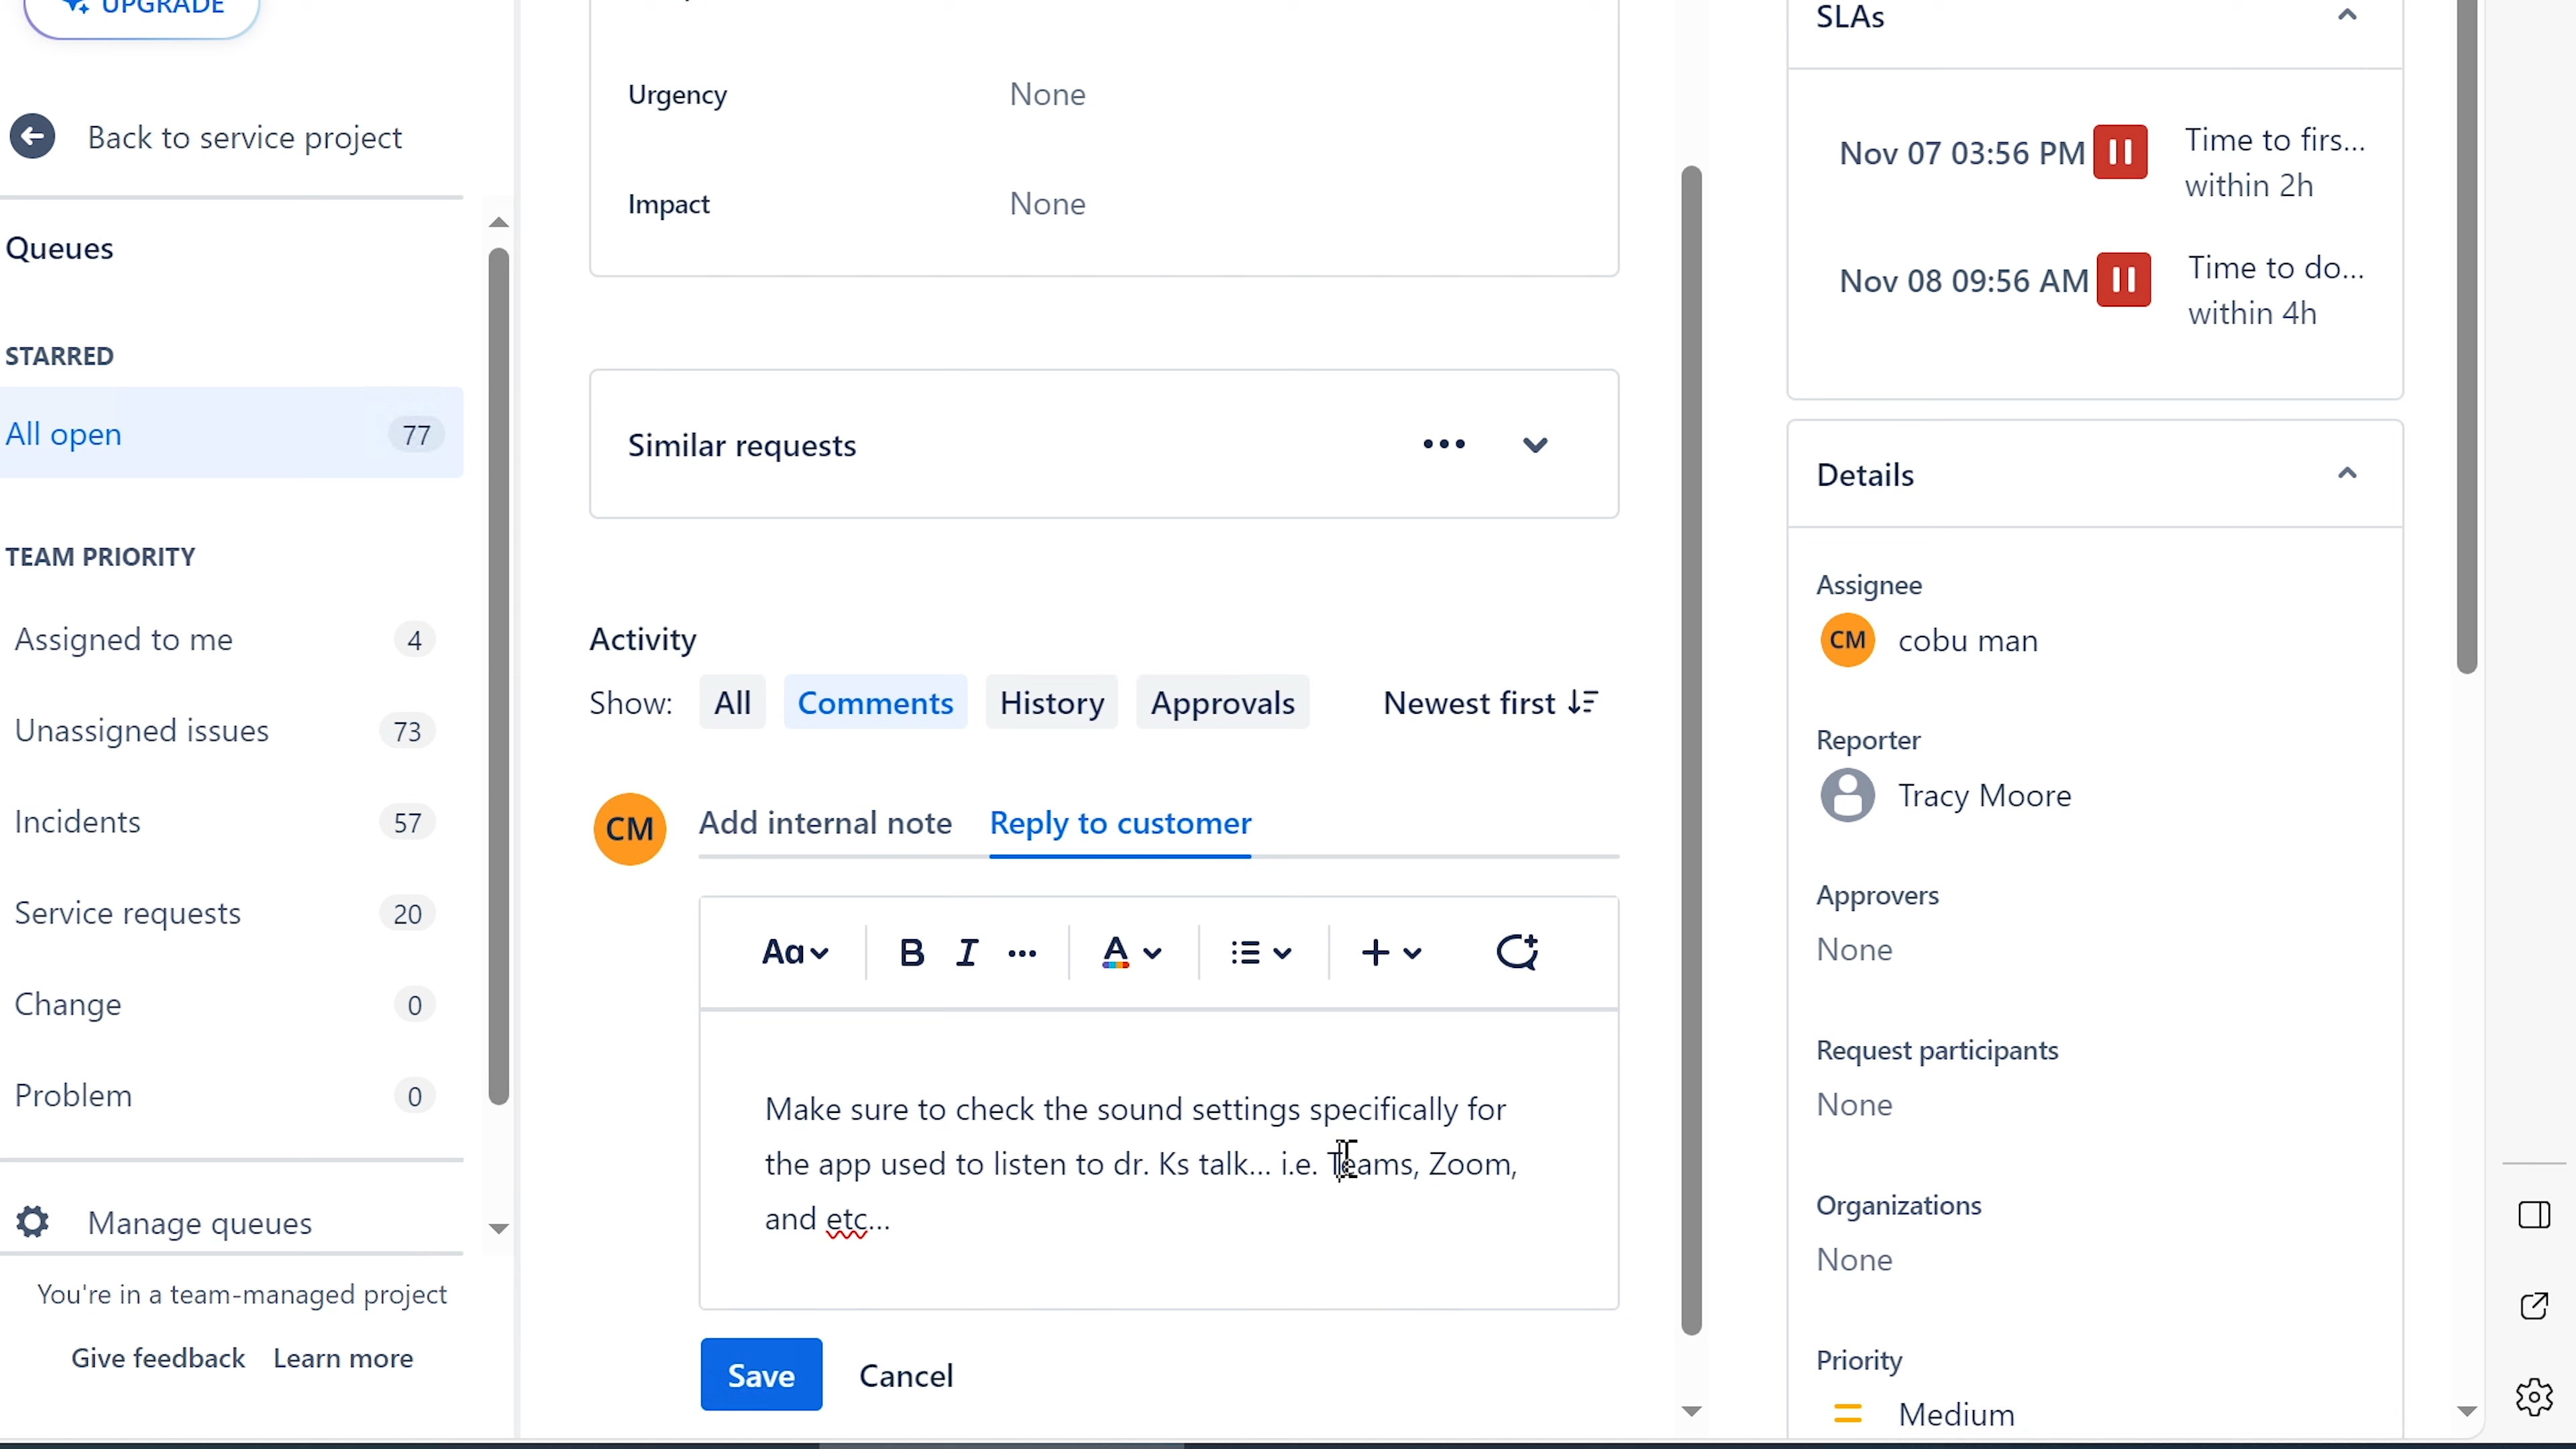 UPGRADE
Back to service project
Queues
STARRED
All open 77
TEAM PRIORITY
Assigned to me 4
Unassigned issues 73
Incidents 57
Service requests 20
Change 0
Problem 0
Manage queues
You're in a team-managed project
Give feedback Learn more
Urgency None
Impact None
Similar requests
Activity
Show: All Comments History Approvals Newest first
CM Add internal note Reply to customer
Aa B I A
Make sure to check the sound settings specifically for
the app used to listen to dr. Ks talk... i.e. Teams, Zoom,
and etc...
Save Cancel
SLAs
Nov 07 03:56 PM Time to firs...
within 2h
Nov 08 09:56 AM Time to do...
within 4h
Details
Assignee
CM cobu man
Reporter
Tracy Moore
Approvers
None
Request participants
None
Organizations
None
Priority
Medium